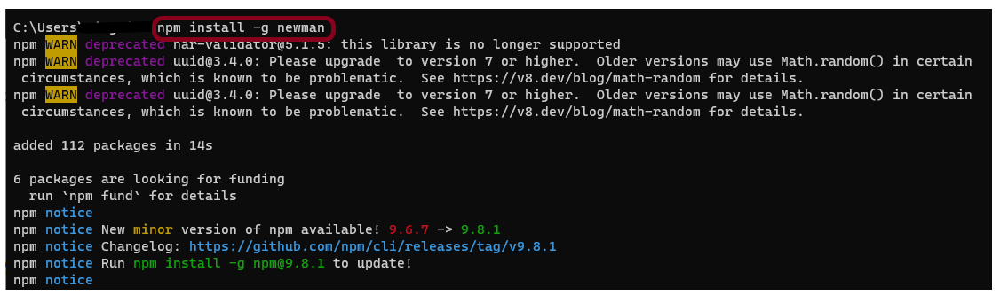 C:\Users\ npm install -g newman
npm WARN deprecated har-validator@5.1.5: this library is no longer supported
npm WARN deprecated uuid@3.4.0: Please upgrade  to version 7 or higher.  Older versions may use Math.random() in certain
 circumstances, which is known to be problematic.  See https://v8.dev/blog/math-random for details.
npm WARN deprecated uuid@3.4.0: Please upgrade  to version 7 or higher.  Older versions may use Math.random() in certain
 circumstances, which is known to be problematic.  See https://v8.dev/blog/math-random for details.
added 112 packages in 14s
6 packages are looking for funding
  run `npm fund` for details
npm notice
npm notice New minor version of npm available! 9.6.7 -> 9.8.1
npm notice Changelog: https://github.com/npm/cli/releases/tag/v9.8.1
npm notice Run npm install -g npm@9.8.1 to update!
npm notice